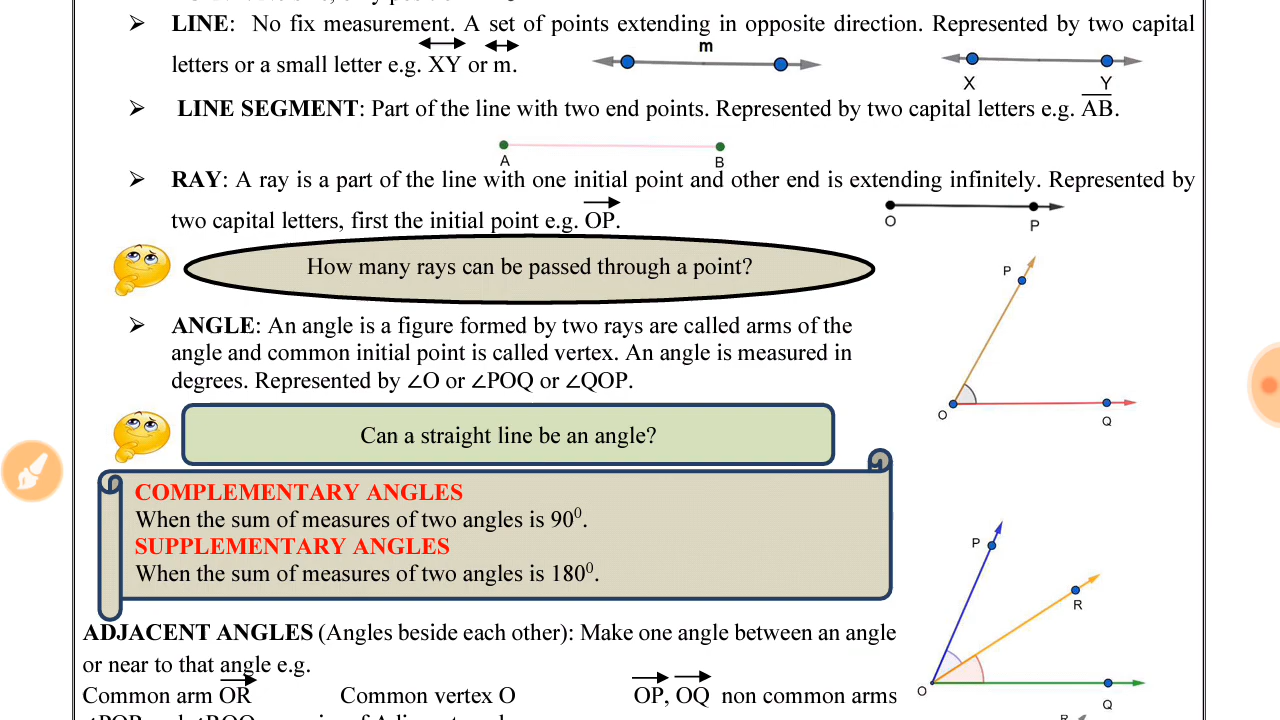 ➢ LINE: No fix measurement. A set of points extending in opposite direction. Represented by two capital
letters or a small letter e.g. XY or m.
m
X Y
➢ LINE SEGMENT: Part of the line with two end points. Represented by two capital letters e.g. AB.
A B
➢ RAY: A ray is a part of the line with one initial point and other end is extending infinitely. Represented by
two capital letters, first the initial point e.g. OP.
O P
How many rays can be passed through a point?
➢ ANGLE: An angle is a figure formed by two rays are called arms of the
angle and common initial point is called vertex. An angle is measured in
degrees. Represented by ∠O or ∠POQ or ∠QOP.
P
O Q
Can a straight line be an angle?
COMPLEMENTARY ANGLES
When the sum of measures of two angles is 90⁰.
SUPPLEMENTARY ANGLES
When the sum of measures of two angles is 180⁰.
P
R
O Q
ADJACENT ANGLES (Angles beside each other): Make one angle between an angle
or near to that angle e.g.
Common arm OR Common vertex O OP, OQ non common arms
R